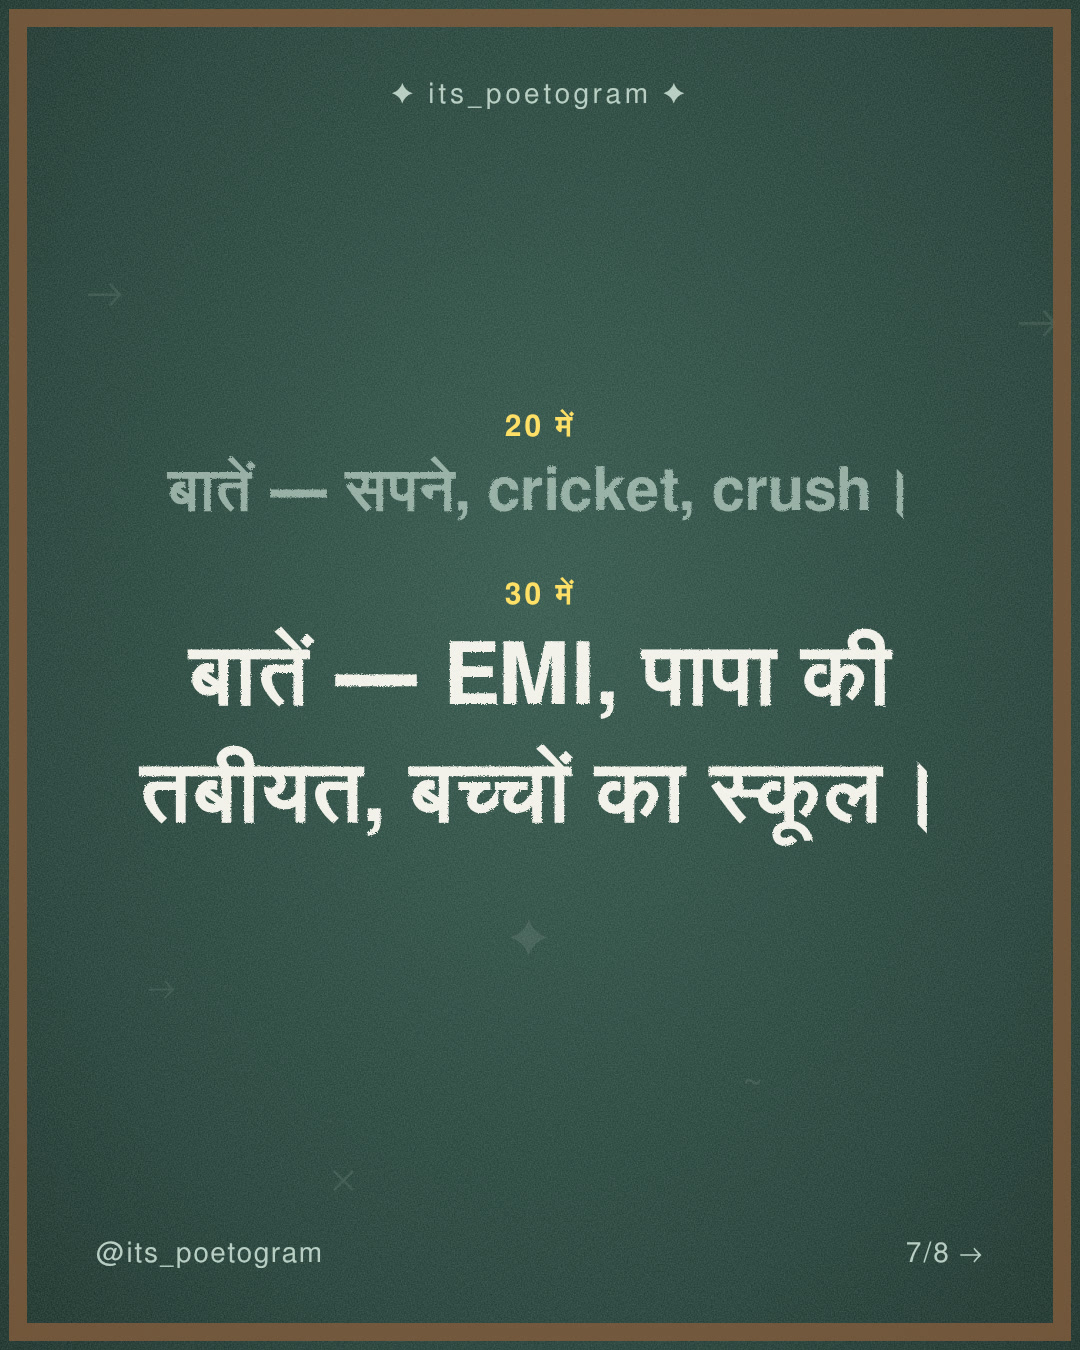 ✦ its_poetogram ✦
20 में
बातें — सपने, cricket, crush।
30 में
बातें — EMI, पापा की
तबीयत, बच्चों का स्कूल।
@its_poetogram
7/8 →